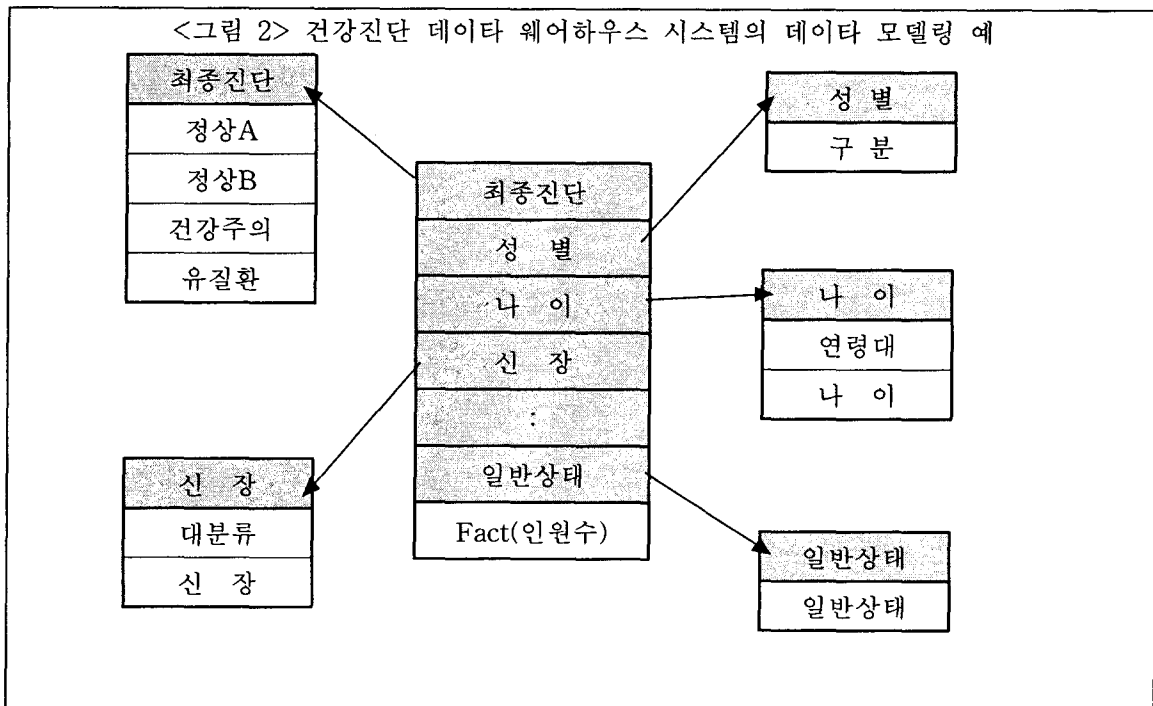 <그림 2> 건강진단 데이타 웨어하우스 시스템의 데이타 모델링 예
최종진단
정상A
정상B
건강주의
유질환
성 별
구 분
최종진단
성 별
나 이
신 장
:
일반상태
Fact(인원수)
나 이
연령대
나 이
신 장
대분류
신 장
일반상태
일반상태